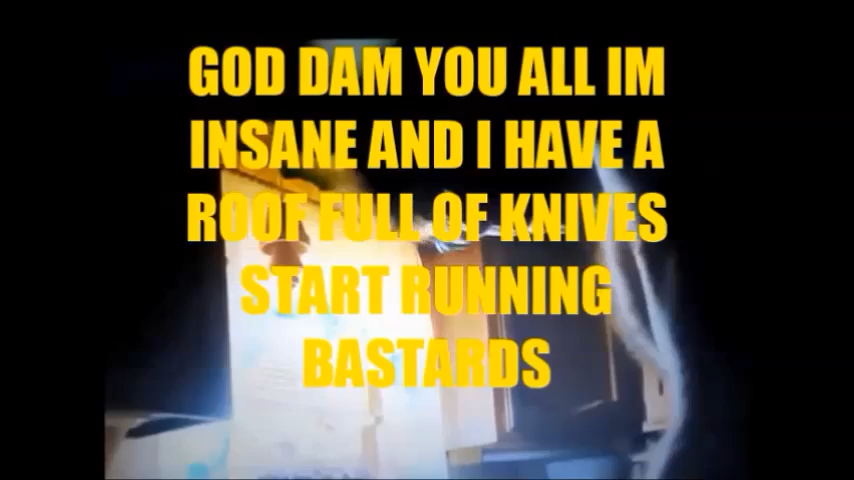 GOD DAM YOU ALL IM
INSANE AND I HAVE A
ROOF FULL OF KNIVES
START RUNNING
BASTARDS